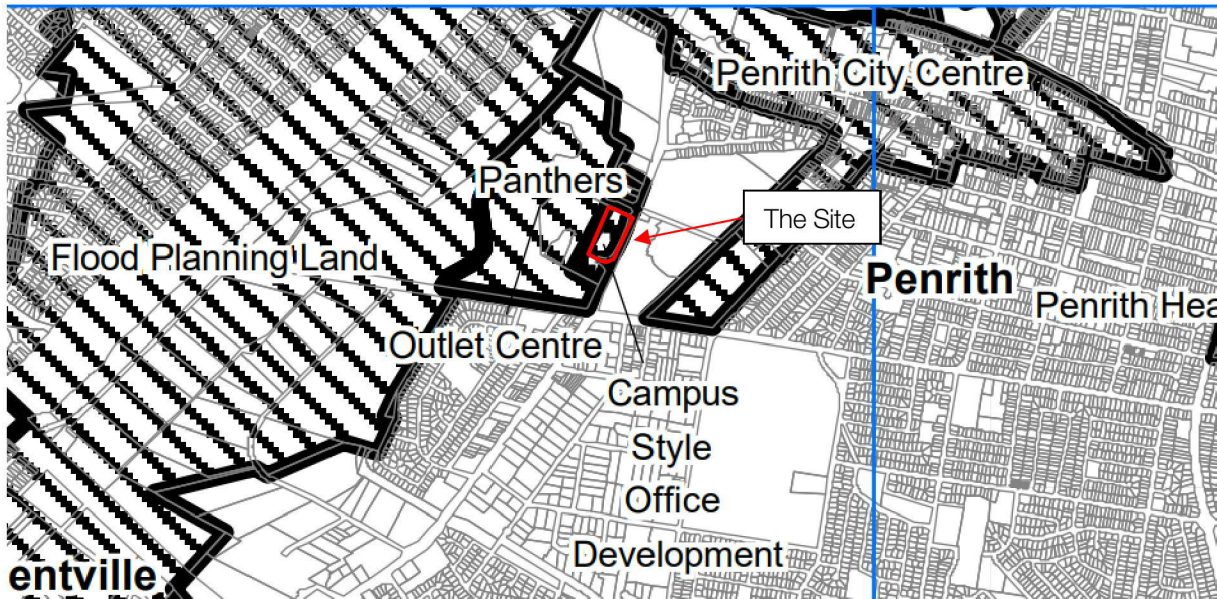 Penrith City Centre
Panthers
The Site
Flood Planning Land
Penrith
Penrith Hea
Outlet Centre
Campus
Style
Office
Development
entville